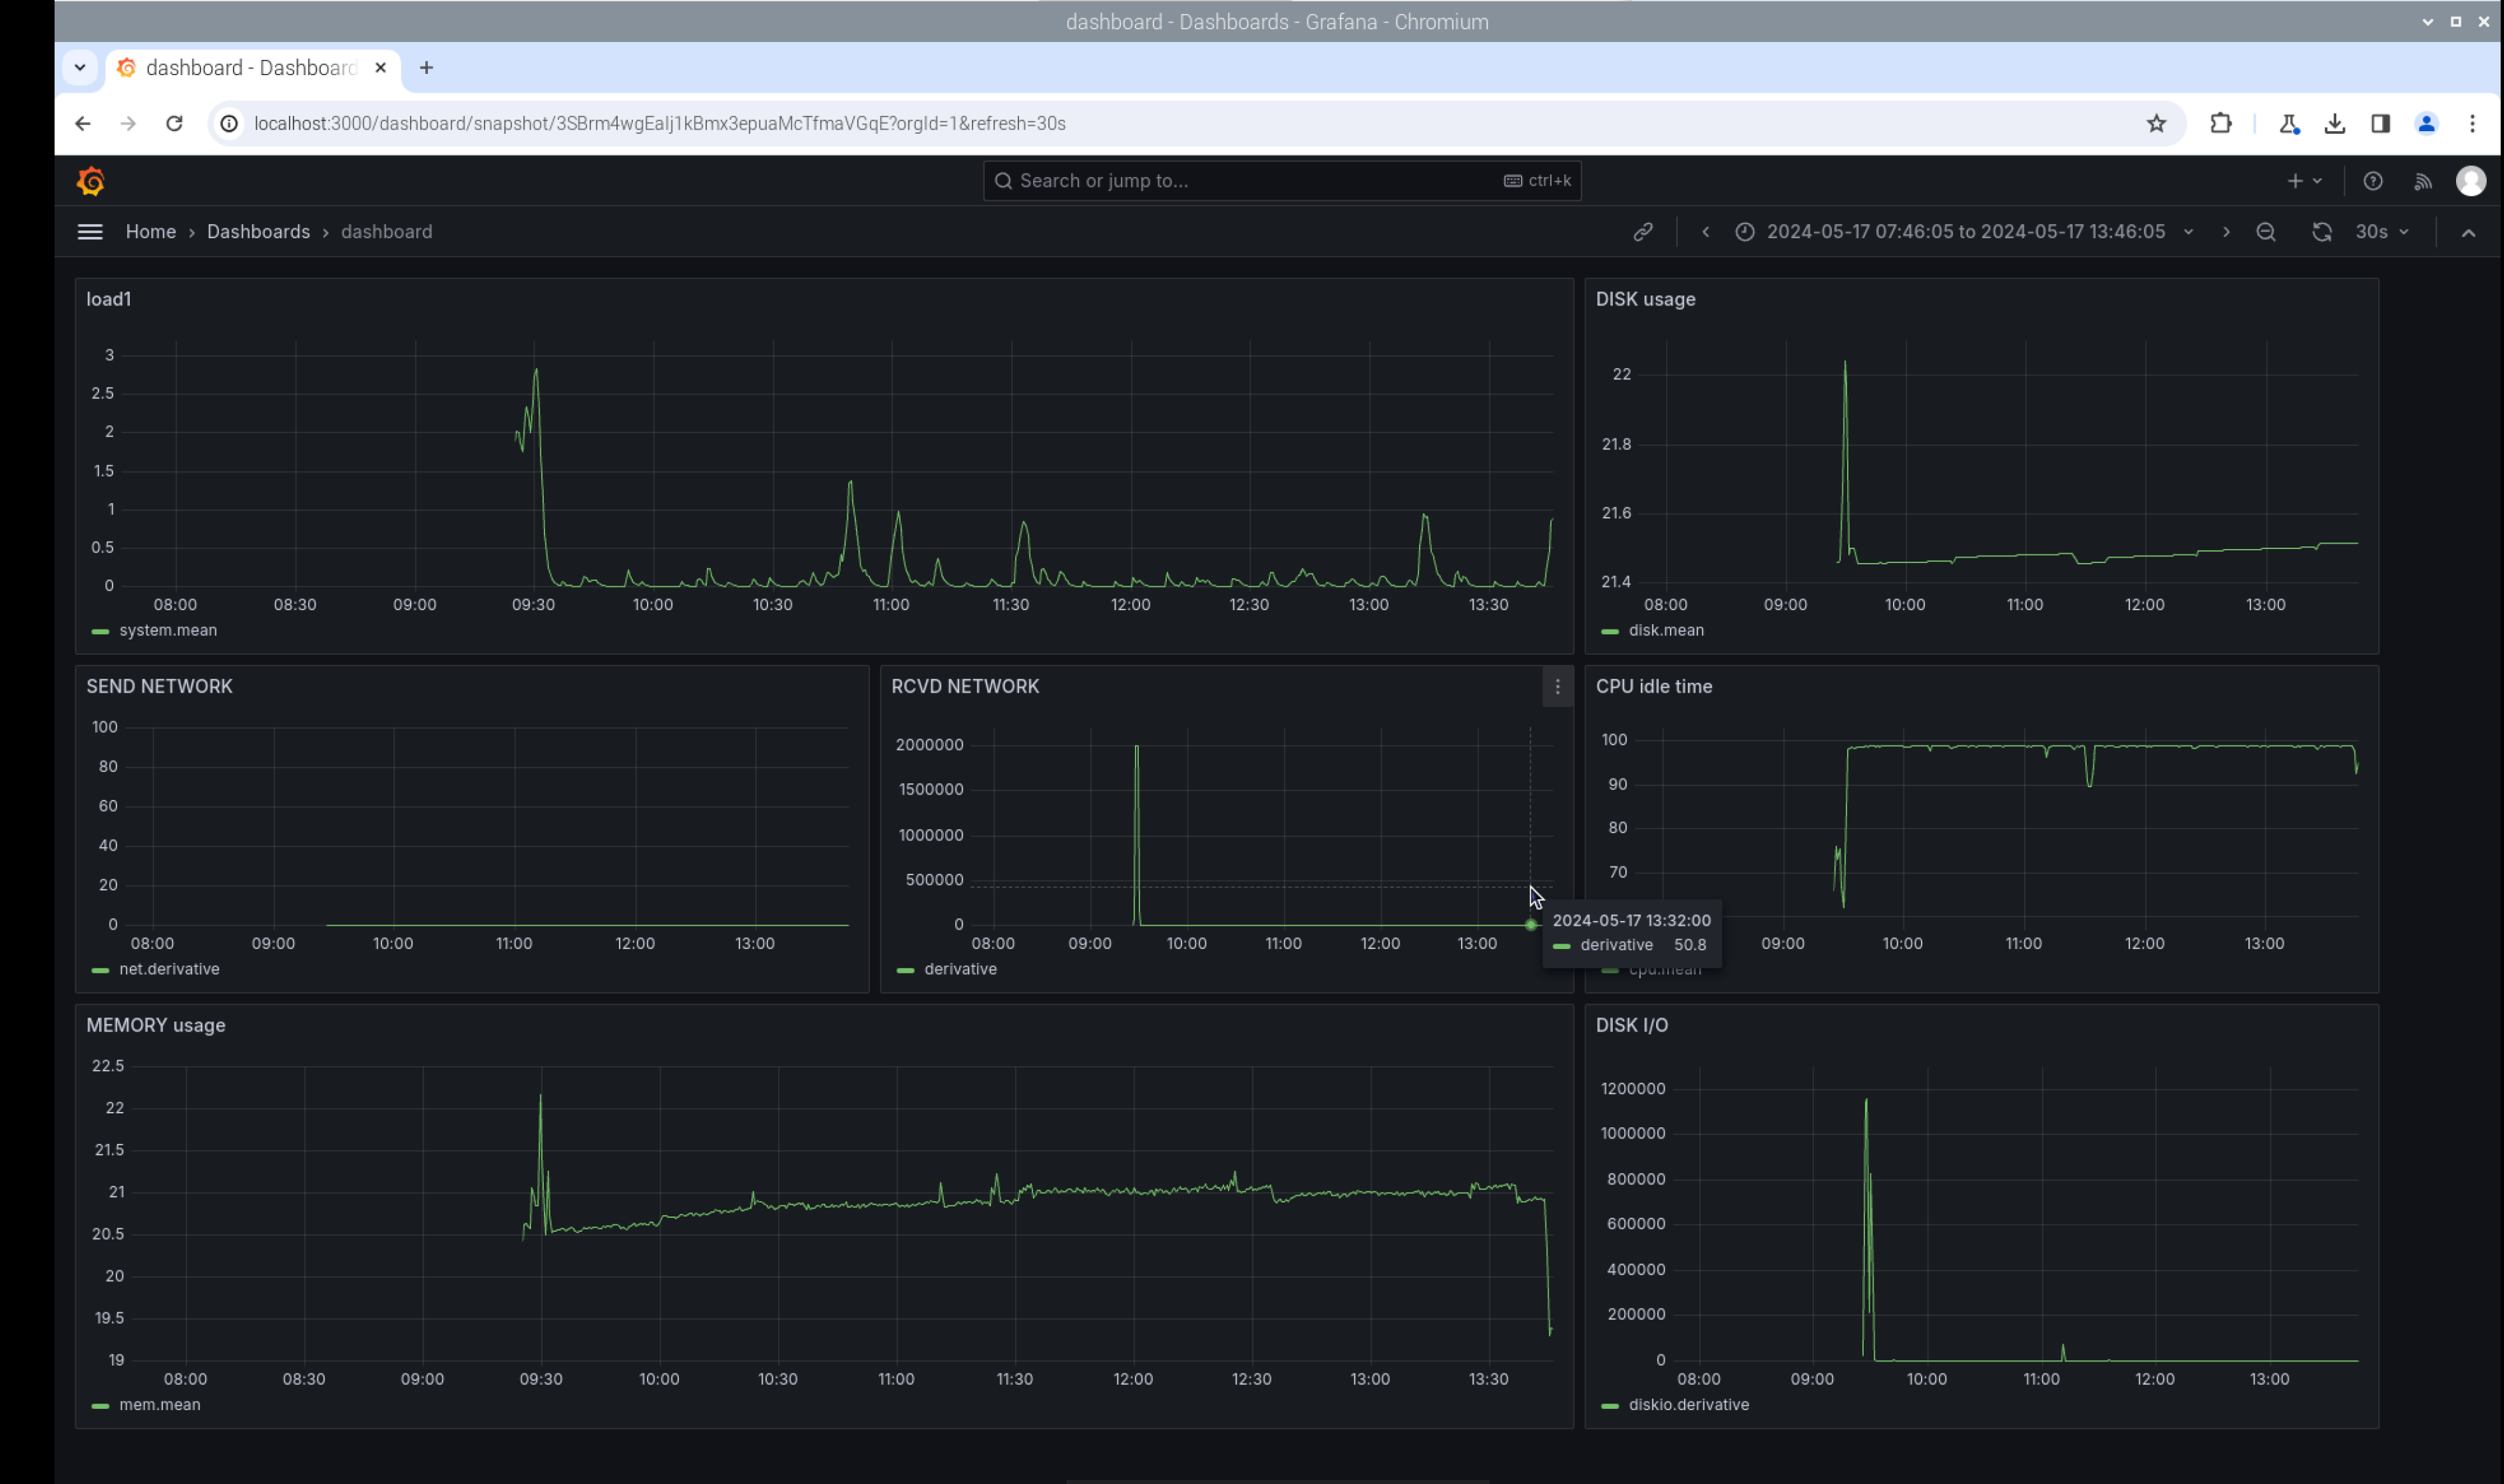 dashboard - Dashboards - Grafana - Chromium
dashboard - Dashboard
localhost:3000/dashboard/snapshot/3SBrm4wgEaIj1kBmx3epuaMcTfmaVGqE?orgId=1&refresh=30s
Search or jump to... ctrl+k
Home › Dashboards › dashboard
2024-05-17 07:46:05 to 2024-05-17 13:46:05
30s
load1
3
2.5
2
1.5
1
0.5
0
08:00 08:30 09:00 09:30 10:00 10:30 11:00 11:30 12:00 12:30 13:00 13:30
system.mean
DISK usage
22
21.8
21.6
21.4
08:00 09:00 10:00 11:00 12:00 13:00
disk.mean
SEND NETWORK
100
80
60
40
20
0
08:00 09:00 10:00 11:00 12:00 13:00
net.derivative
RCVD NETWORK
2000000
1500000
1000000
500000
0
08:00 09:00 10:00 11:00 12:00 13:00
derivative
2024-05-17 13:32:00
derivative 50.8
CPU idle time
100
90
80
70
09:00 10:00 11:00 12:00 13:00
cpu.mean
MEMORY usage
22.5
22
21.5
21
20.5
20
19.5
19
08:00 08:30 09:00 09:30 10:00 10:30 11:00 11:30 12:00 12:30 13:00 13:30
mem.mean
DISK I/O
1200000
1000000
800000
600000
400000
200000
0
08:00 09:00 10:00 11:00 12:00 13:00
diskio.derivative